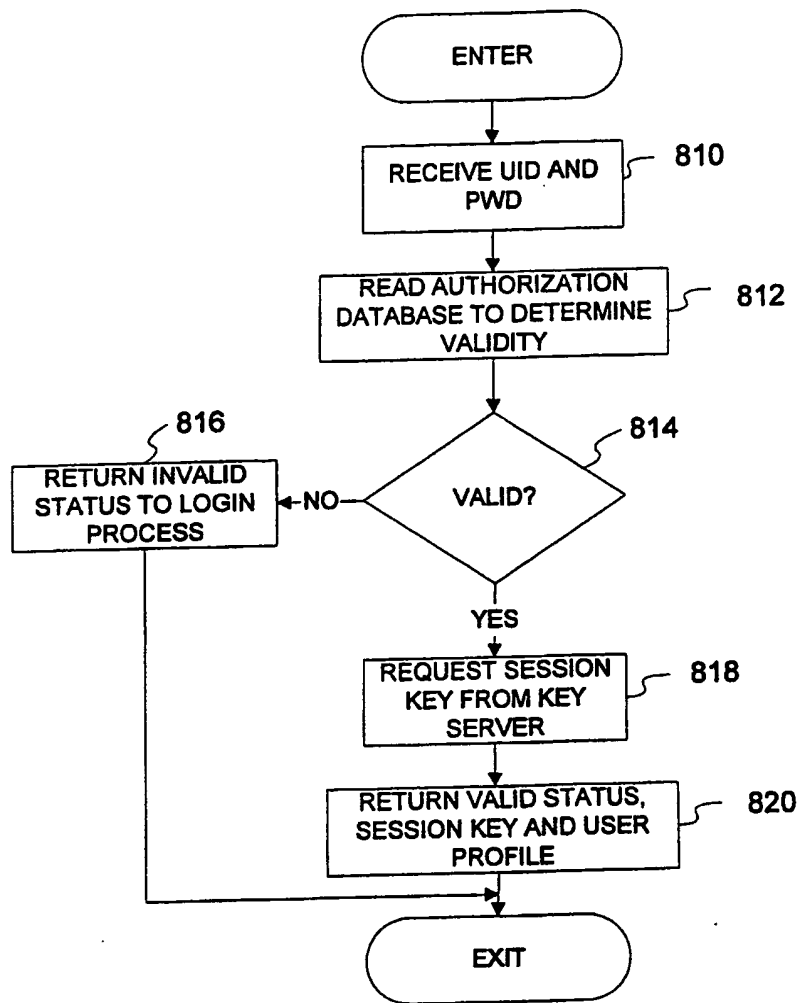 ENTER
RECEIVE UID AND
PWD
810
READ AUTHORIZATION
DATABASE TO DETERMINE
VALIDITY
812
816
814
RETURN INVALID
STATUS TO LOGIN
PROCESS
NO
VALID?
YES
REQUEST SESSION
KEY FROM KEY
SERVER
818
RETURN VALID STATUS,
SESSION KEY AND USER
PROFILE
820
EXIT